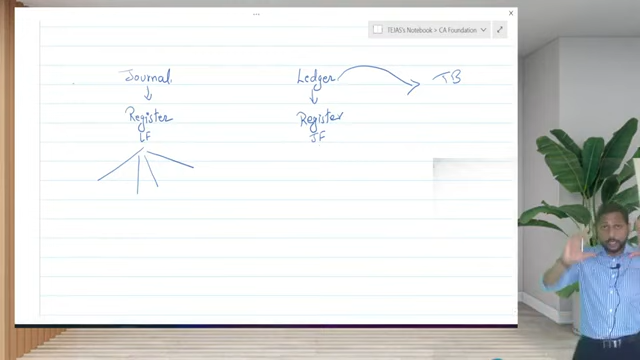 TEJAS's Notebook > CA Foundation
Journal Ledger TB
Register Register
LF JF